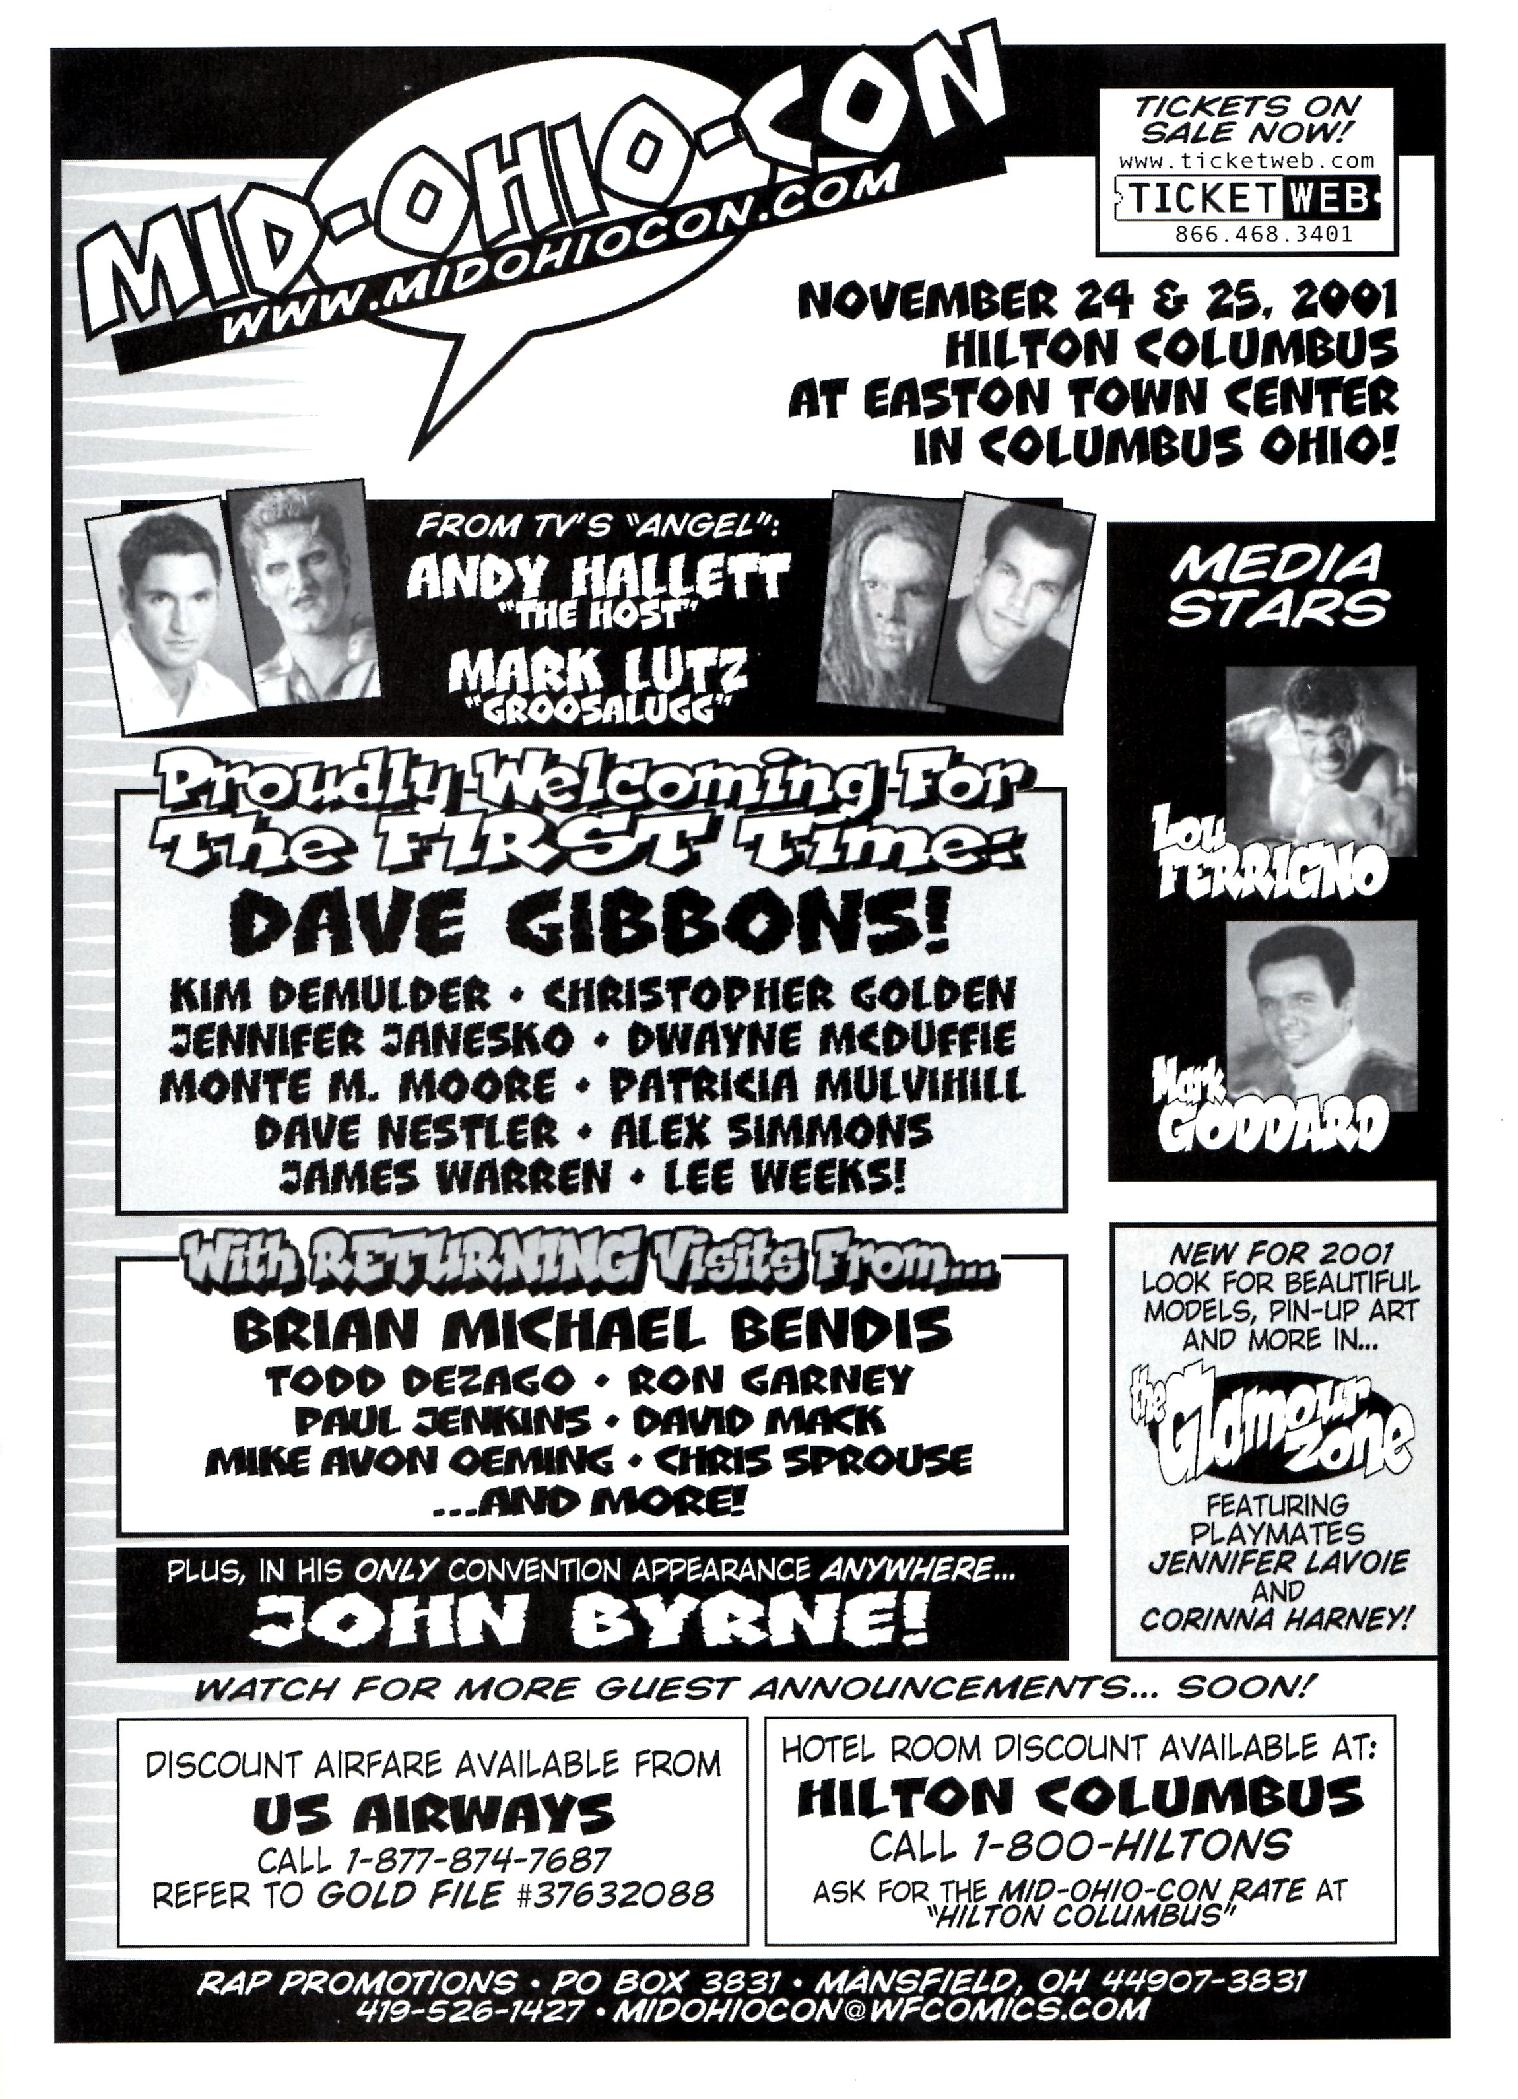 MID-OHIO-CON
WWW.MIDOHIOCON.COM
TICKETS ON
SALE NOW!
www.ticketweb.com
TICKETWEB
866.468.3401
NOVEMBER 24 & 25, 2001
HILTON COLUMBUS
AT EASTON TOWN CENTER
IN COLUMBUS OHIO!
FROM TV'S "ANGEL":
ANDY HALLETT
"THE HOST"
MARK LUTZ
"GROOSALUGG"
MEDIA
STARS
Lou
FERRIGNO
Mark
GODDARD
Proudly Welcoming For
The FIRST Time:
DAVE GIBBONS!
KIM DEMULDER • CHRISTOPHER GOLDEN
JENNIFER JANESKO • DWAYNE MCDUFFIE
MONTE M. MOORE • PATRICIA MULVIHILL
DAVE NESTLER • ALEX SIMMONS
JAMES WARREN • LEE WEEKS!
With RETURNING Visits From....
BRIAN MICHAEL BENDIS
TODD DEZAGO • RON GARNEY
PAUL JENKINS • DAVID MACK
MIKE AVON OEMING • CHRIS SPROUSE
...AND MORE!
NEW FOR 2001
LOOK FOR BEAUTIFUL
MODELS, PIN-UP ART
AND MORE IN...
the Glamour
Zone
FEATURING
PLAYMATES
JENNIFER LAVOIE
AND
CORINNA HARNEY!
PLUS, IN HIS ONLY CONVENTION APPEARANCE ANYWHERE...
JOHN BYRNE!
WATCH FOR MORE GUEST ANNOUNCEMENTS... SOON!
DISCOUNT AIRFARE AVAILABLE FROM
US AIRWAYS
CALL 1-877-874-7687
REFER TO GOLD FILE #37632088
HOTEL ROOM DISCOUNT AVAILABLE AT:
HILTON COLUMBUS
CALL 1-800-HILTONS
ASK FOR THE MID-OHIO-CON RATE AT
"HILTON COLUMBUS"
RAP PROMOTIONS • PO BOX 3831 • MANSFIELD, OH 44907-3831
419-526-1427 • MIDOHIOCON@WFCOMICS.COM